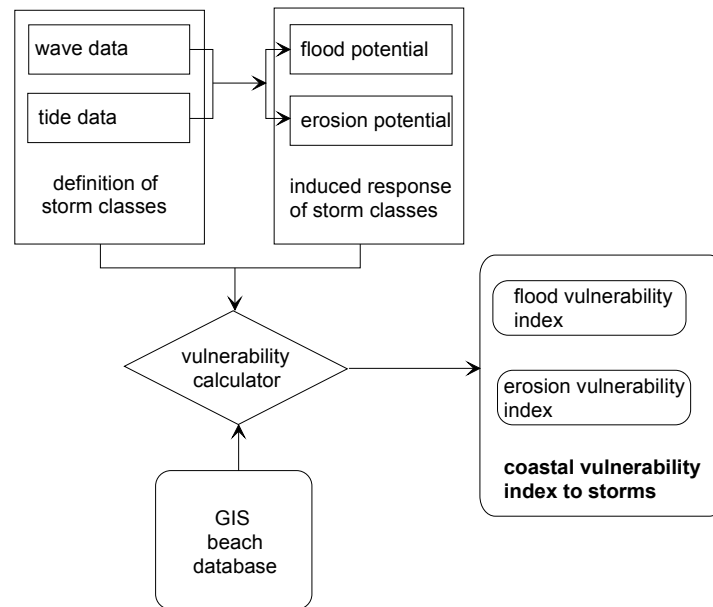 wave data
tide data
definition of
storm classes
flood potential
erosion potential
induced response
of storm classes
vulnerability
calculator
GIS
beach
database
flood vulnerability
index
erosion vulnerability
index
coastal vulnerability
index to storms